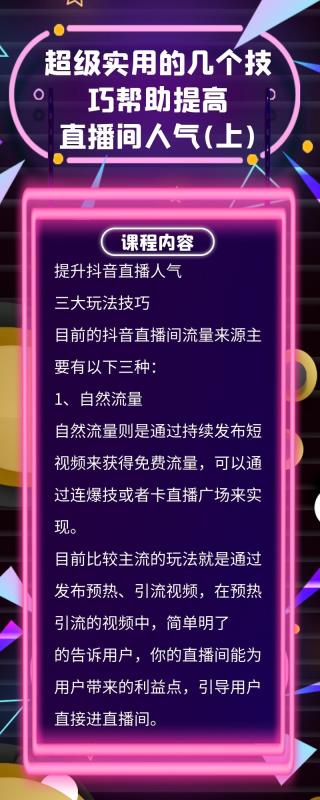 超级实用的几个技
巧帮助提高
直播间人气(上)
课程内容
提升抖音直播人气
三大玩法技巧
目前的抖音直播间流量来源主
要有以下三种：
1、自然流量
自然流量则是通过持续发布短
视频来获得免费流量，可以通
过连爆技或者卡直播广场来实
现。
目前比较主流的玩法就是通过
发布预热、引流视频，在预热
引流的视频中，简单明了
的告诉用户，你的直播间能为
用户带来的利益点，引导用户
直接进直播间。